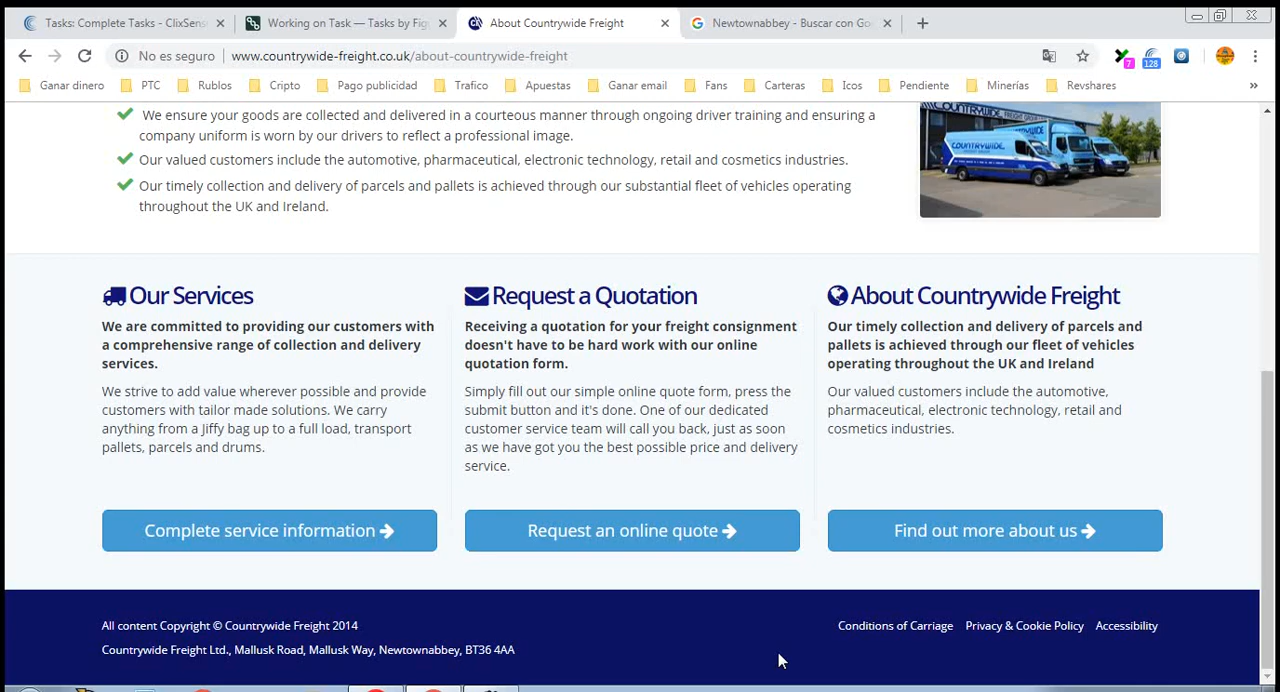 Tasks: Complete Tasks - ClixSens
Working on Task — Tasks by Fig
About Countrywide Freight
Newtownabbey - Buscar con Go
No es seguro
www.countrywide-freight.co.uk/about-countrywide-freight
7
128
Ganar dinero
PTC
Rublos
Cripto
Pago publicidad
Trafico
Apuestas
Ganar email
Fans
Carteras
Icos
Pendiente
Minerías
Revshares
»
We ensure your goods are collected and delivered in a courteous manner through ongoing driver training and ensuring a
company uniform is worn by our drivers to reflect a professional image.
Our valued customers include the automotive, pharmaceutical, electronic technology, retail and cosmetics industries.
Our timely collection and delivery of parcels and pallets is achieved through our substantial fleet of vehicles operating
throughout the UK and Ireland.
COUNTRYWIDE
Our Services
We are committed to providing our customers with
a comprehensive range of collection and delivery
services.
We strive to add value wherever possible and provide
customers with tailor made solutions. We carry
anything from a Jiffy bag up to a full load, transport
pallets, parcels and drums.
Complete service information
Request a Quotation
Receiving a quotation for your freight consignment
doesn't have to be hard work with our online
quotation form.
Simply fill out our simple online quote form, press the
submit button and it's done. One of our dedicated
customer service team will call you back, just as soon
as we have got you the best possible price and delivery
service.
Request an online quote
About Countrywide Freight
Our timely collection and delivery of parcels and
pallets is achieved through our fleet of vehicles
operating throughout the UK and Ireland
Our valued customers include the automotive,
pharmaceutical, electronic technology, retail and
cosmetics industries.
Find out more about us
All content Copyright © Countrywide Freight 2014
Countrywide Freight Ltd., Mallusk Road, Mallusk Way, Newtownabbey, BT36 4AA
Conditions of Carriage
Privacy & Cookie Policy
Accessibility